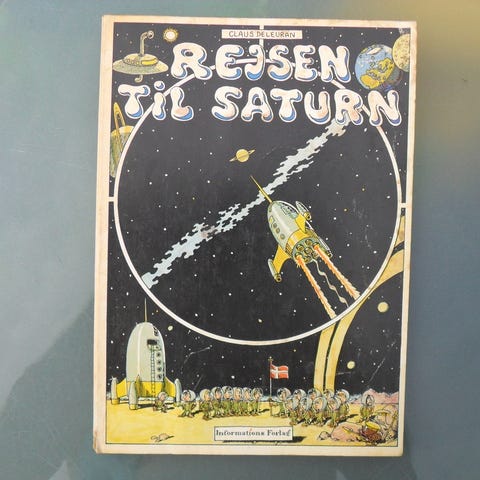 CLAUS DELEURAN
REJSEN
TIL SATURN
Informations Forlag